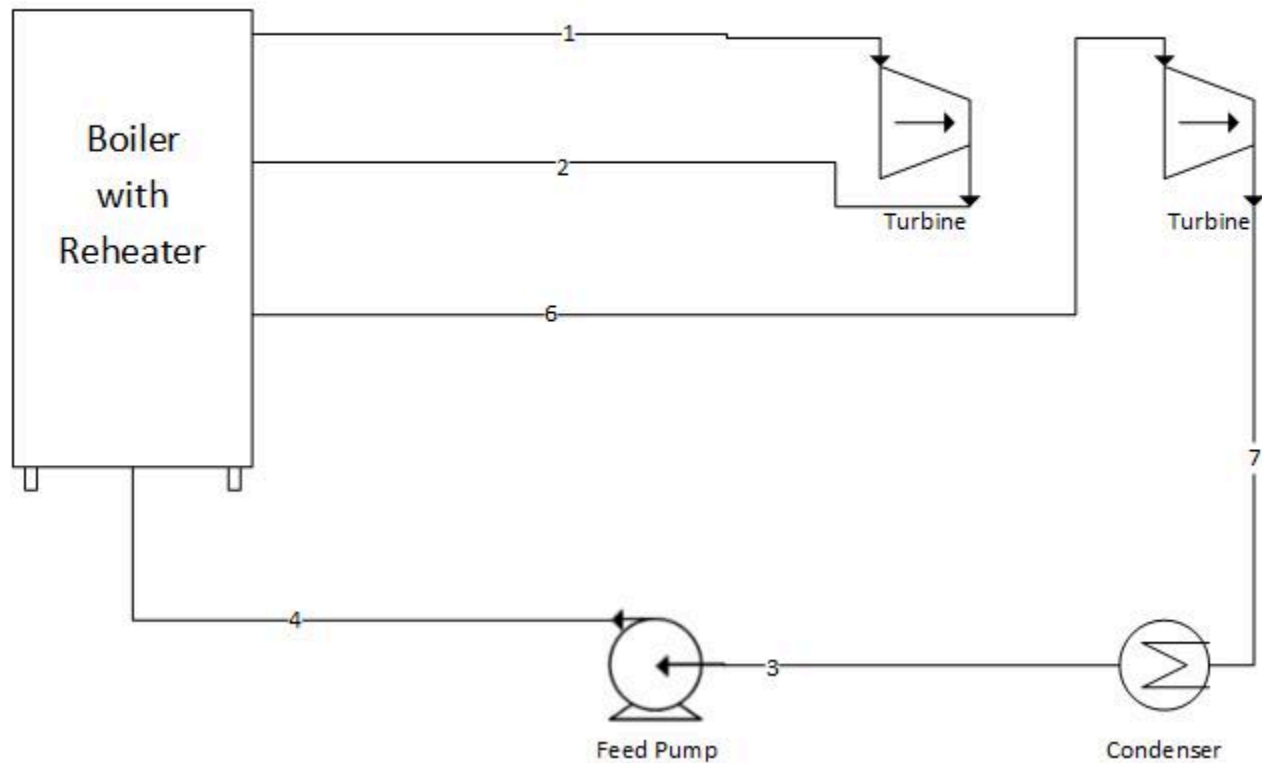 Boiler
with
Reheater
1
2
Turbine
Turbine
6
7
4
3
Feed Pump
Condenser